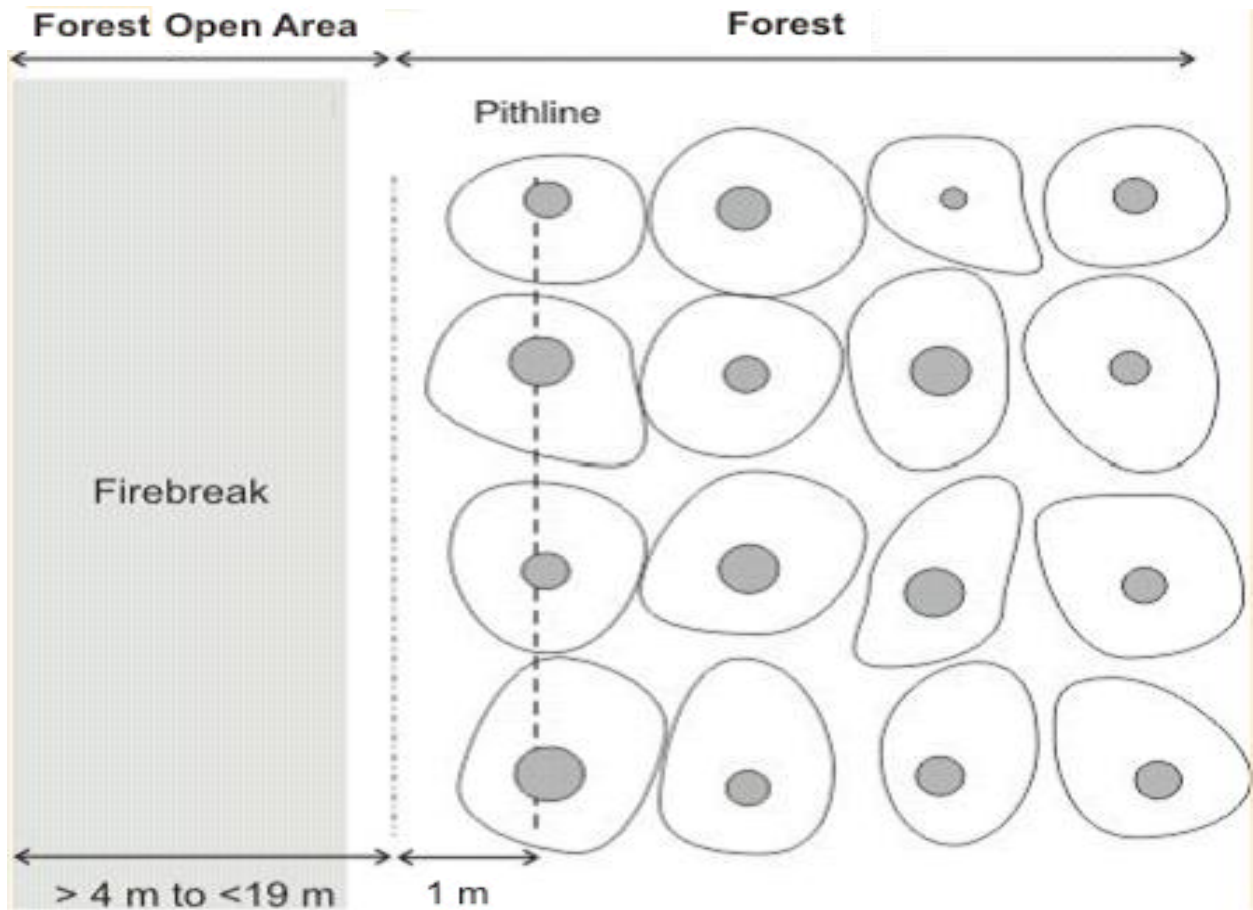 Forest Open Area
Forest
Pithline
Firebreak
> 4 m to <19 m
1 m